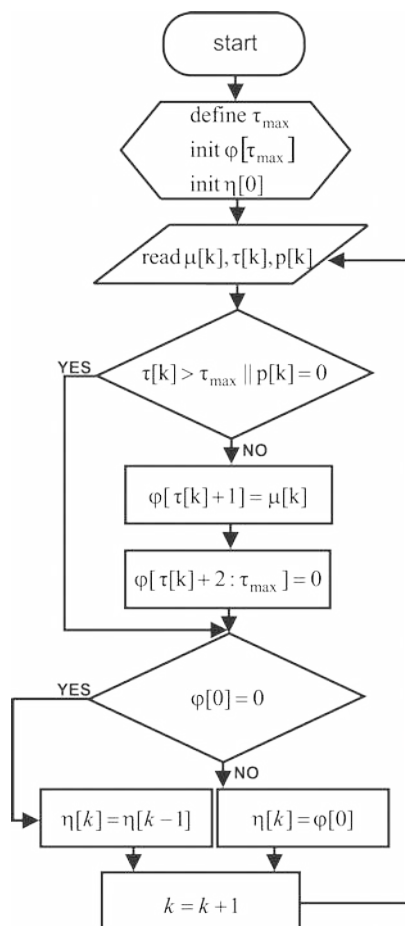 start
define τ_max
init φ[τ_max]
init η[0]
read μ[k], τ[k], p[k]
YES
τ[k] > τ_max || p[k] = 0
NO
φ[τ[k]+1] = μ[k]
φ[τ[k]+2 : τ_max] = 0
YES
φ[0] = 0
NO
η[k] = η[k−1]
η[k] = φ[0]
k = k+1